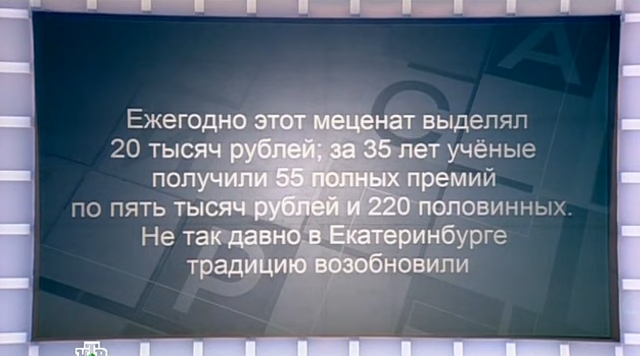 Ежегодно этот меценат выделял
20 тысяч рублей; за 35 лет учёные
получили 55 полных премий
по пять тысяч рублей и 220 половинных.
Не так давно в Екатеринбурге
традицию возобновили
А
С
Р
НТВ